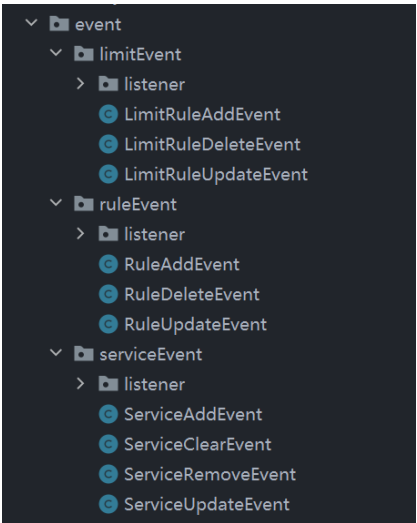 event
limitEvent
listener
LimitRuleAddEvent
LimitRuleDeleteEvent
LimitRuleUpdateEvent
ruleEvent
listener
RuleAddEvent
RuleDeleteEvent
RuleUpdateEvent
serviceEvent
listener
ServiceAddEvent
ServiceClearEvent
ServiceRemoveEvent
ServiceUpdateEvent